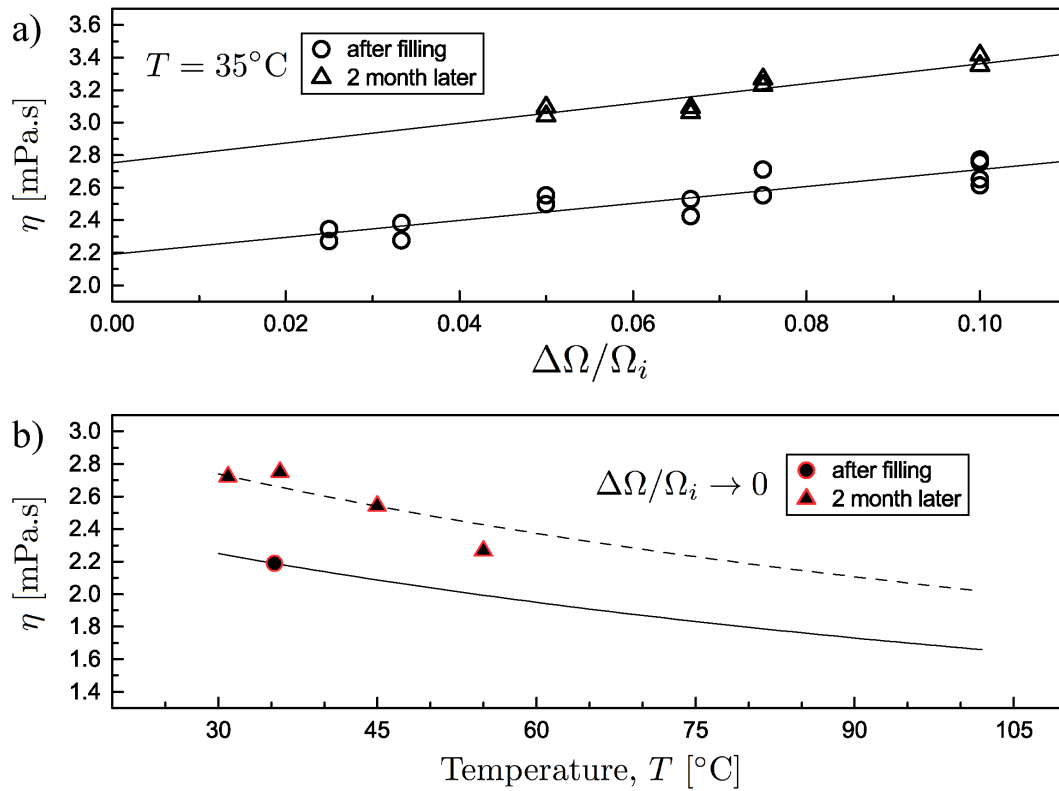 a)
T = 35°C
after filling
2 month later
η [mPa.s]
3.6
3.4
3.2
3.0
2.8
2.6
2.4
2.2
2.0
0.00
0.02
0.04
0.06
0.08
0.10
ΔΩ/Ωᵢ
b)
ΔΩ/Ωᵢ → 0
after filling
2 month later
η [mPa.s]
3.0
2.8
2.6
2.4
2.2
2.0
1.8
1.6
1.4
30
45
60
75
90
105
Temperature, T [°C]